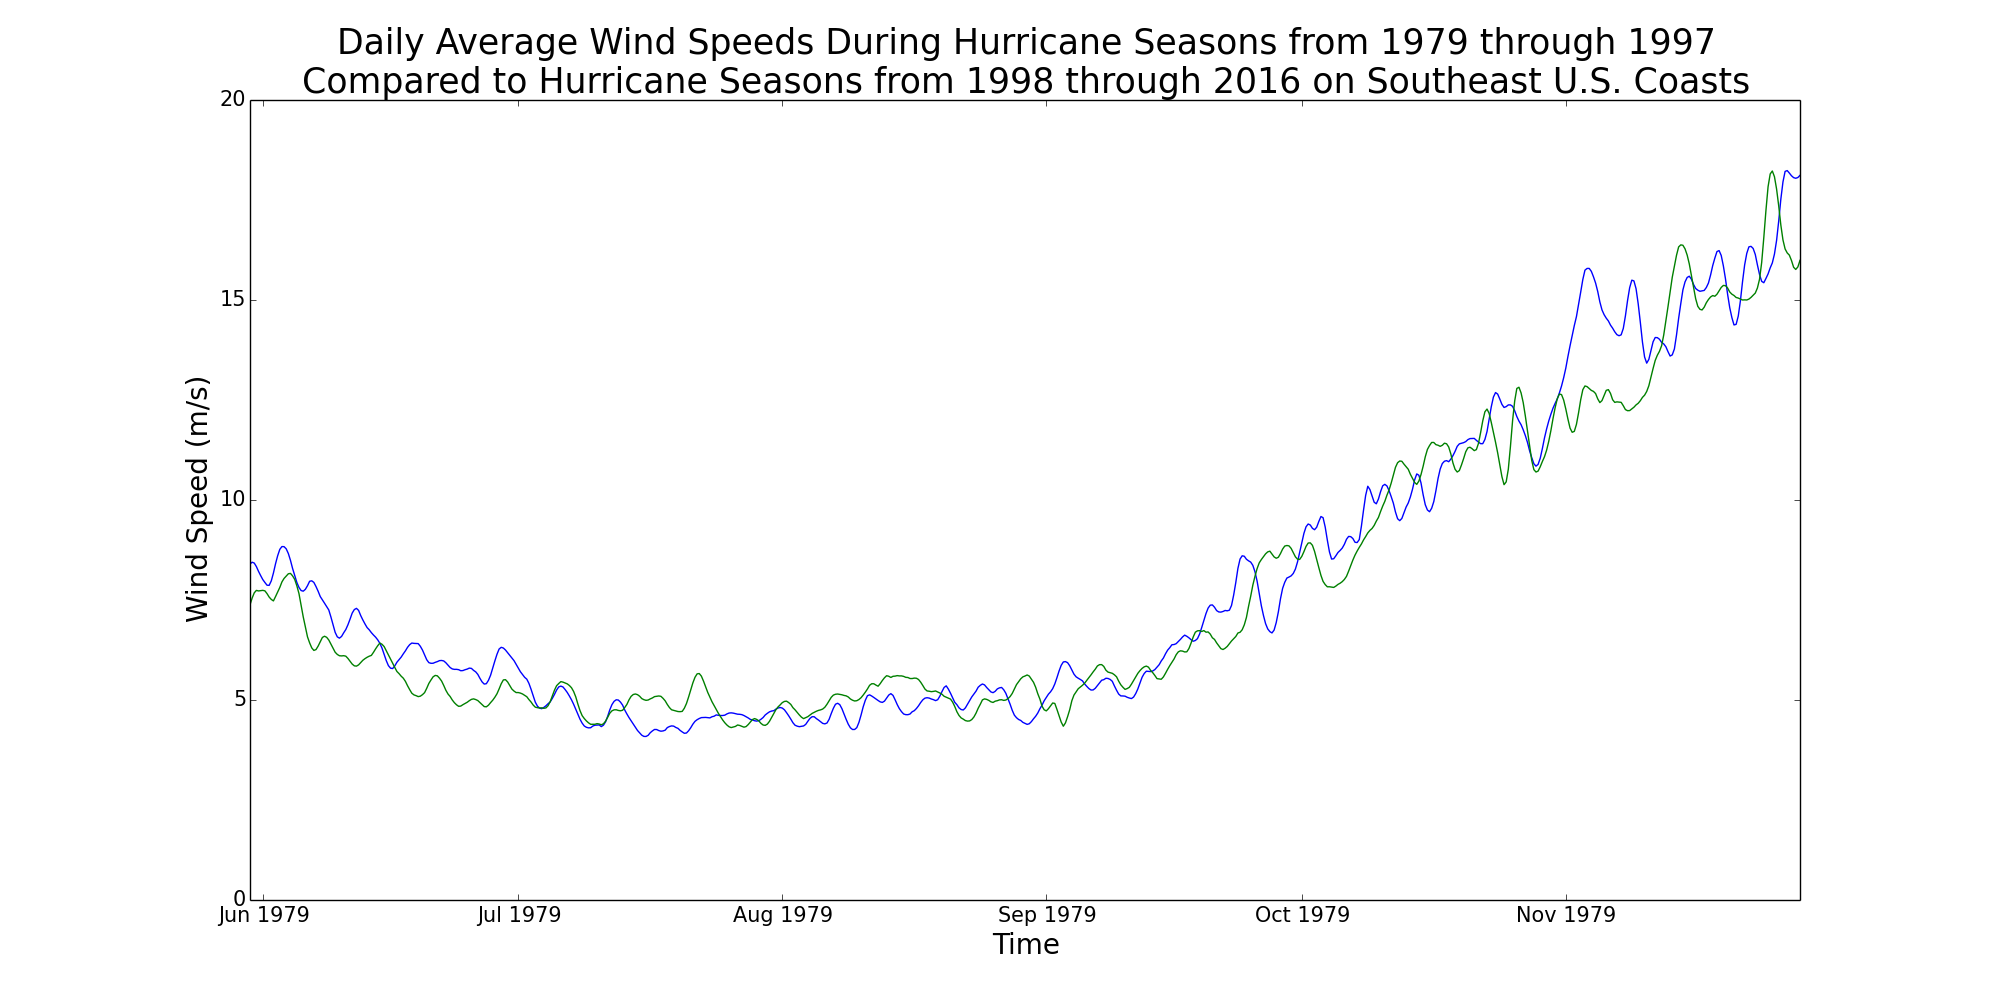 Daily Average Wind Speeds During Hurricane Seasons from 1979 through 1997
Compared to Hurricane Seasons from 1998 through 2016 on Southeast U.S. Coasts
20
15
10
5
0
Wind Speed (m/s)
Jun 1979 Jul 1979 Aug 1979 Sep 1979 Oct 1979 Nov 1979
Time